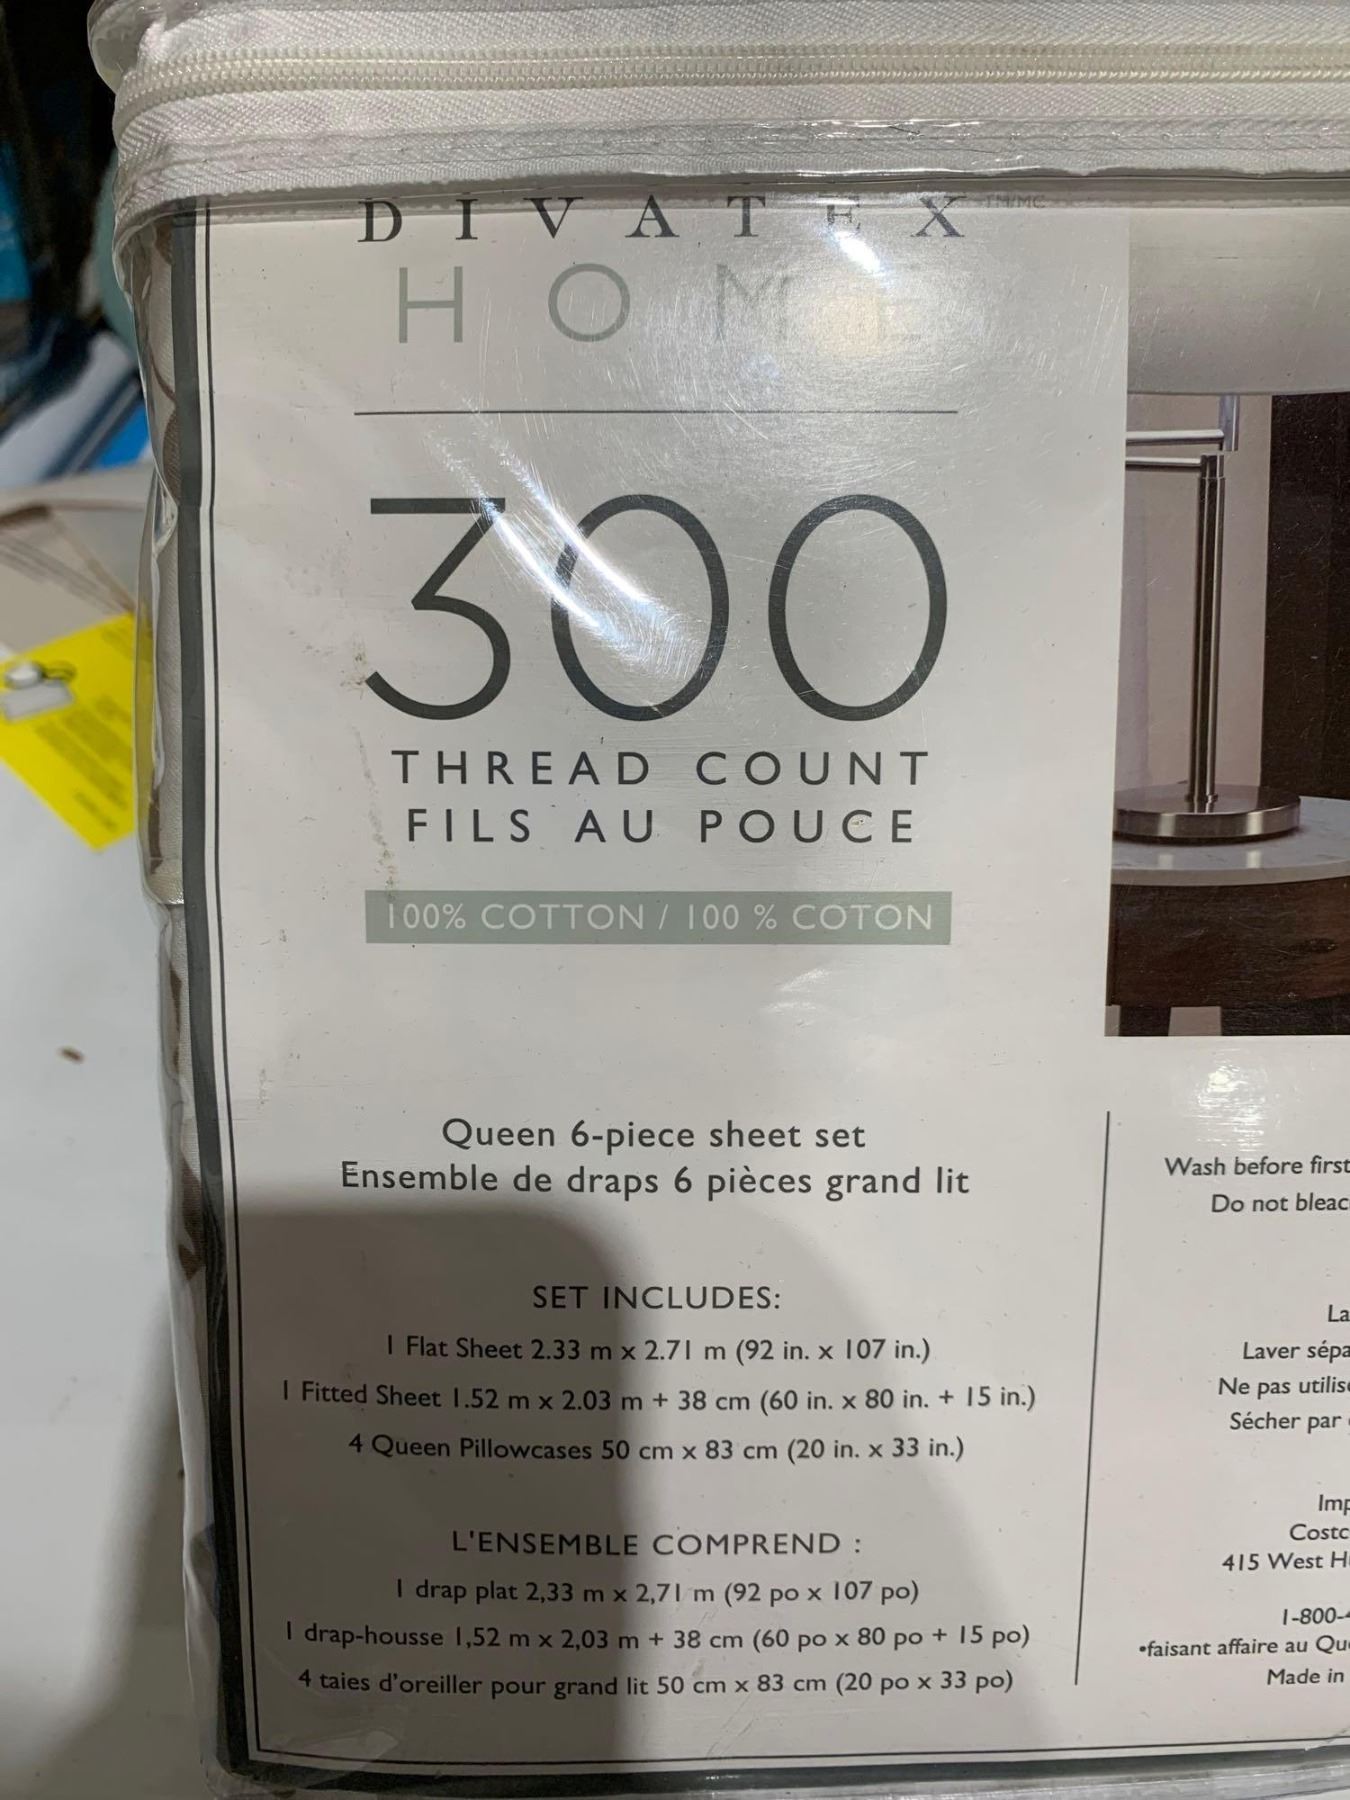 DIVATEX TM/MC
HOME
300
THREAD COUNT
FILS AU POUCE
100% COTTON / 100 % COTON
Queen 6-piece sheet set
Ensemble de draps 6 pièces grand lit
SET INCLUDES:
1 Flat Sheet 2.33 m x 2.71 m (92 in. x 107 in.)
1 Fitted Sheet 1.52 m x 2.03 m + 38 cm (60 in. x 80 in. + 15 in.)
4 Queen Pillowcases 50 cm x 83 cm (20 in. x 33 in.)
L'ENSEMBLE COMPREND :
1 drap plat 2,33 m x 2,71 m (92 po x 107 po)
1 drap-housse 1,52 m x 2,03 m + 38 cm (60 po x 80 po + 15 po)
4 taies d'oreiller pour grand lit 50 cm x 83 cm (20 po x 33 po)
Wash before first
Do not bleac
La
Laver sépa
Ne pas utilis
Sécher par
Imp
Costc
415 West H
1-800-4
*faisant affaire au Qu
Made in